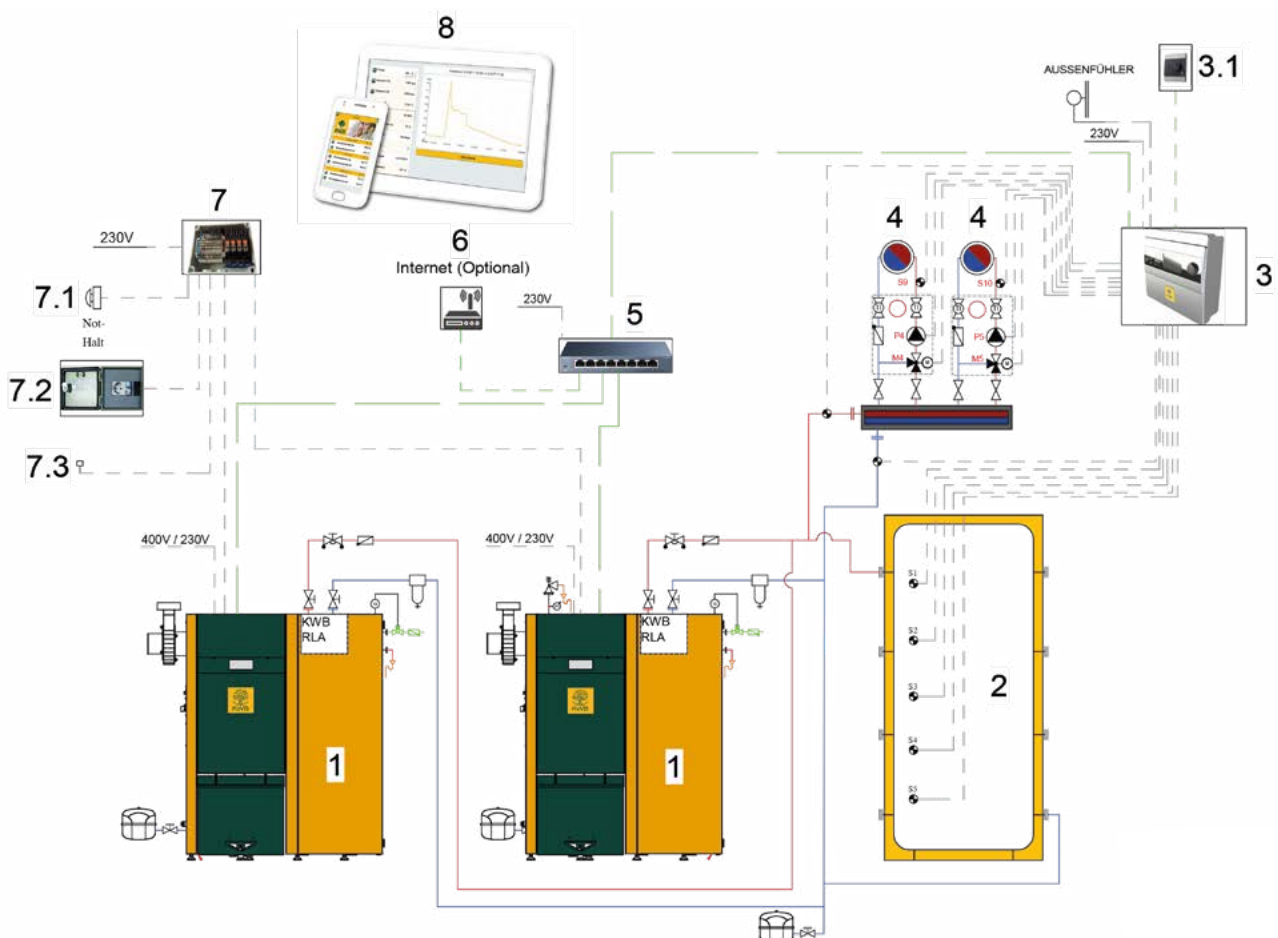 8
3.1
AUSSENFÜHLER
230V
7
4
4
6
Internet (Optional)
230V
230V
5
3
7.1
Not-
Halt
S9
S10
P4
P5
M4
M5
7.2
7.3
400V / 230V
400V / 230V
KWB
RLA
KWB
RLA
KWB
KWB
1
1
2
S1
S2
S3
S4
S5